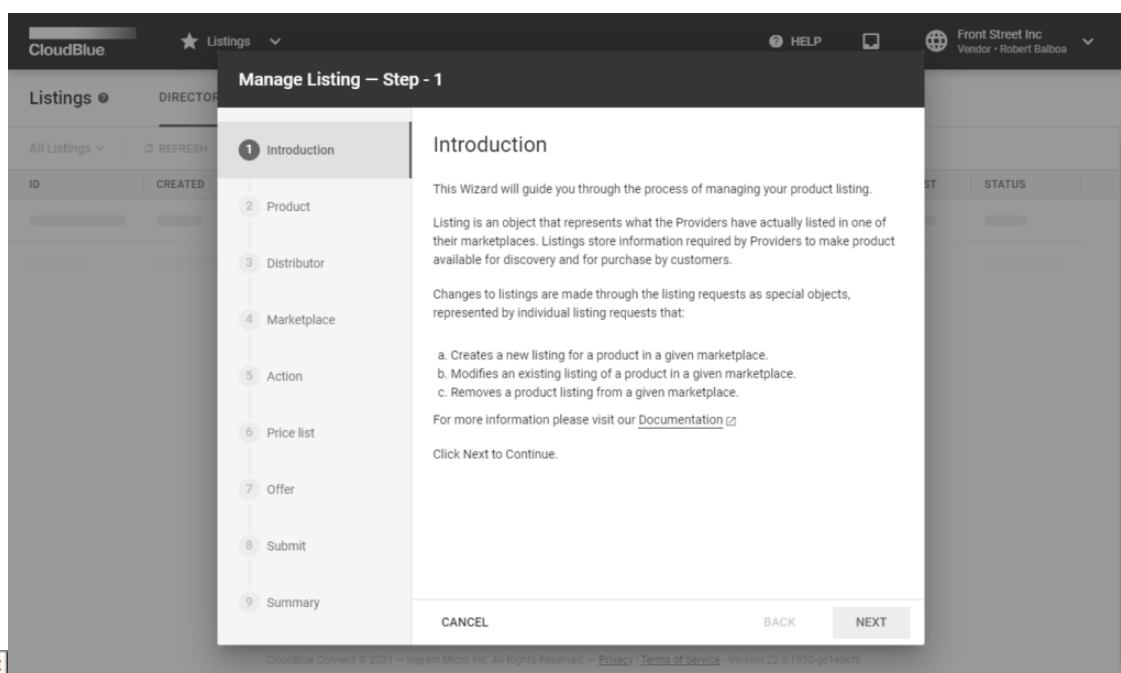 CloudBlue.
Listings
HELP
Front Street Inc
Vendor • Robert Balboa
Manage Listing — Step - 1
Listings
DIRECTOR
All Listings
REFRESH
ID
CREATED
ST
STATUS
1 Introduction
2 Product
3 Distributor
4 Marketplace
5 Action
6 Price list
7 Offer
8 Submit
9 Summary
Introduction
This Wizard will guide you through the process of managing your product listing.
Listing is an object that represents what the Providers have actually listed in one of
their marketplaces. Listings store information required by Providers to make product
available for discovery and for purchase by customers.
Changes to listings are made through the listing requests as special objects,
represented by individual listing requests that:
a. Creates a new listing for a product in a given marketplace.
b. Modifies an existing listing of a product in a given marketplace.
c. Removes a product listing from a given marketplace.
For more information please visit our Documentation
Click Next to Continue.
CANCEL
BACK
NEXT
CloudBlue Connect © 2021 — Ingram Micro Inc. All Rights Reserved. — Privacy | Terms of Service - Version 22.0.1850-gc1ebcf6